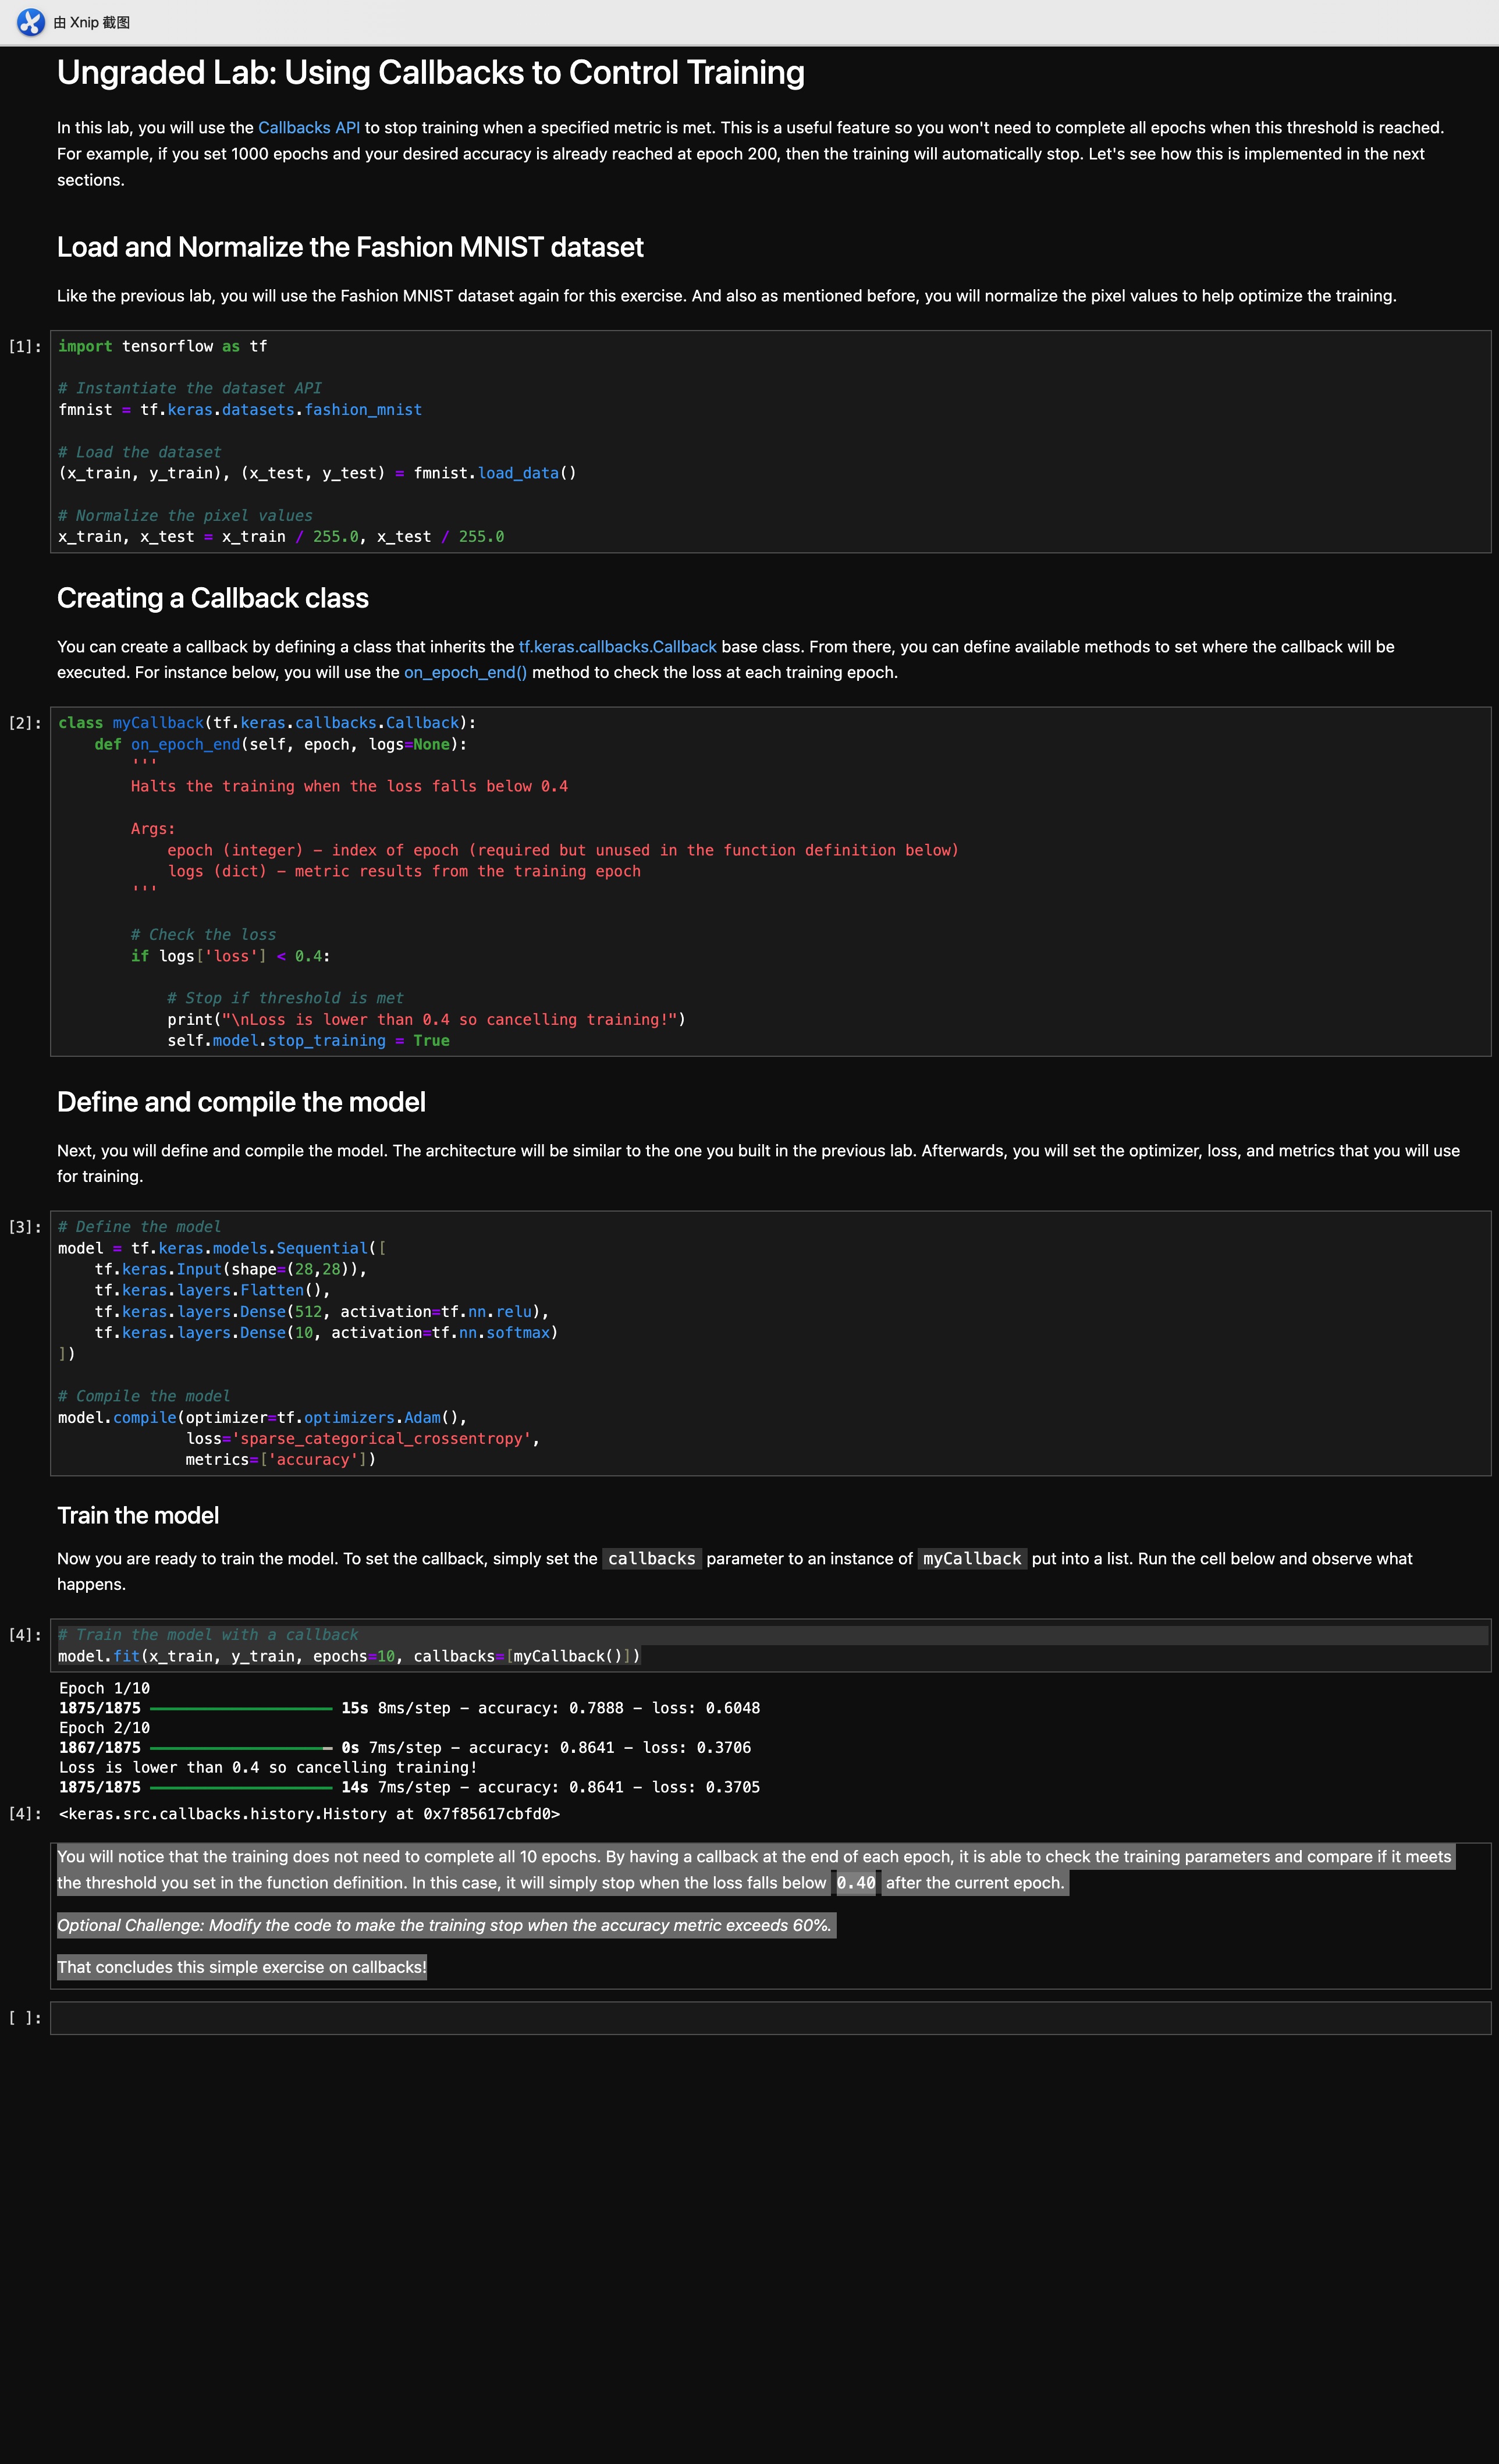 由 Xnip 截图
Ungraded Lab: Using Callbacks to Control Training
In this lab, you will use the Callbacks API to stop training when a specified metric is met. This is a useful feature so you won't need to complete all epochs when this threshold is reached.
For example, if you set 1000 epochs and your desired accuracy is already reached at epoch 200, then the training will automatically stop. Let's see how this is implemented in the next
sections.
Load and Normalize the Fashion MNIST dataset
Like the previous lab, you will use the Fashion MNIST dataset again for this exercise. And also as mentioned before, you will normalize the pixel values to help optimize the training.
[1]: import tensorflow as tf
# Instantiate the dataset API
fmnist = tf.keras.datasets.fashion_mnist
# Load the dataset
(x_train, y_train), (x_test, y_test) = fmnist.load_data()
# Normalize the pixel values
x_train, x_test = x_train / 255.0, x_test / 255.0
Creating a Callback class
You can create a callback by defining a class that inherits the tf.keras.callbacks.Callback base class. From there, you can define available methods to set where the callback will be
executed. For instance below, you will use the on_epoch_end() method to check the loss at each training epoch.
[2]: class myCallback(tf.keras.callbacks.Callback):
    def on_epoch_end(self, epoch, logs=None):
        '''
        Halts the training when the loss falls below 0.4
        Args:
            epoch (integer) - index of epoch (required but unused in the function definition below)
            logs (dict) - metric results from the training epoch
        '''
        # Check the loss
        if logs['loss'] < 0.4:
            # Stop if threshold is met
            print("\nLoss is lower than 0.4 so cancelling training!")
            self.model.stop_training = True
Define and compile the model
Next, you will define and compile the model. The architecture will be similar to the one you built in the previous lab. Afterwards, you will set the optimizer, loss, and metrics that you will use
for training.
[3]: # Define the model
model = tf.keras.models.Sequential([
    tf.keras.Input(shape=(28,28)),
    tf.keras.layers.Flatten(),
    tf.keras.layers.Dense(512, activation=tf.nn.relu),
    tf.keras.layers.Dense(10, activation=tf.nn.softmax)
])
# Compile the model
model.compile(optimizer=tf.optimizers.Adam(),
              loss='sparse_categorical_crossentropy',
              metrics=['accuracy'])
Train the model
Now you are ready to train the model. To set the callback, simply set the callbacks parameter to an instance of myCallback put into a list. Run the cell below and observe what
happens.
[4]: # Train the model with a callback
model.fit(x_train, y_train, epochs=10, callbacks=[myCallback()])
Epoch 1/10
1875/1875 15s 8ms/step - accuracy: 0.7888 - loss: 0.6048
Epoch 2/10
1867/1875 0s 7ms/step - accuracy: 0.8641 - loss: 0.3706
Loss is lower than 0.4 so cancelling training!
1875/1875 14s 7ms/step - accuracy: 0.8641 - loss: 0.3705
[4]: <keras.src.callbacks.history.History at 0x7f85617cbfd0>
You will notice that the training does not need to complete all 10 epochs. By having a callback at the end of each epoch, it is able to check the training parameters and compare if it meets
the threshold you set in the function definition. In this case, it will simply stop when the loss falls below 0.40 after the current epoch.
Optional Challenge: Modify the code to make the training stop when the accuracy metric exceeds 60%.
That concludes this simple exercise on callbacks!
[ ]: